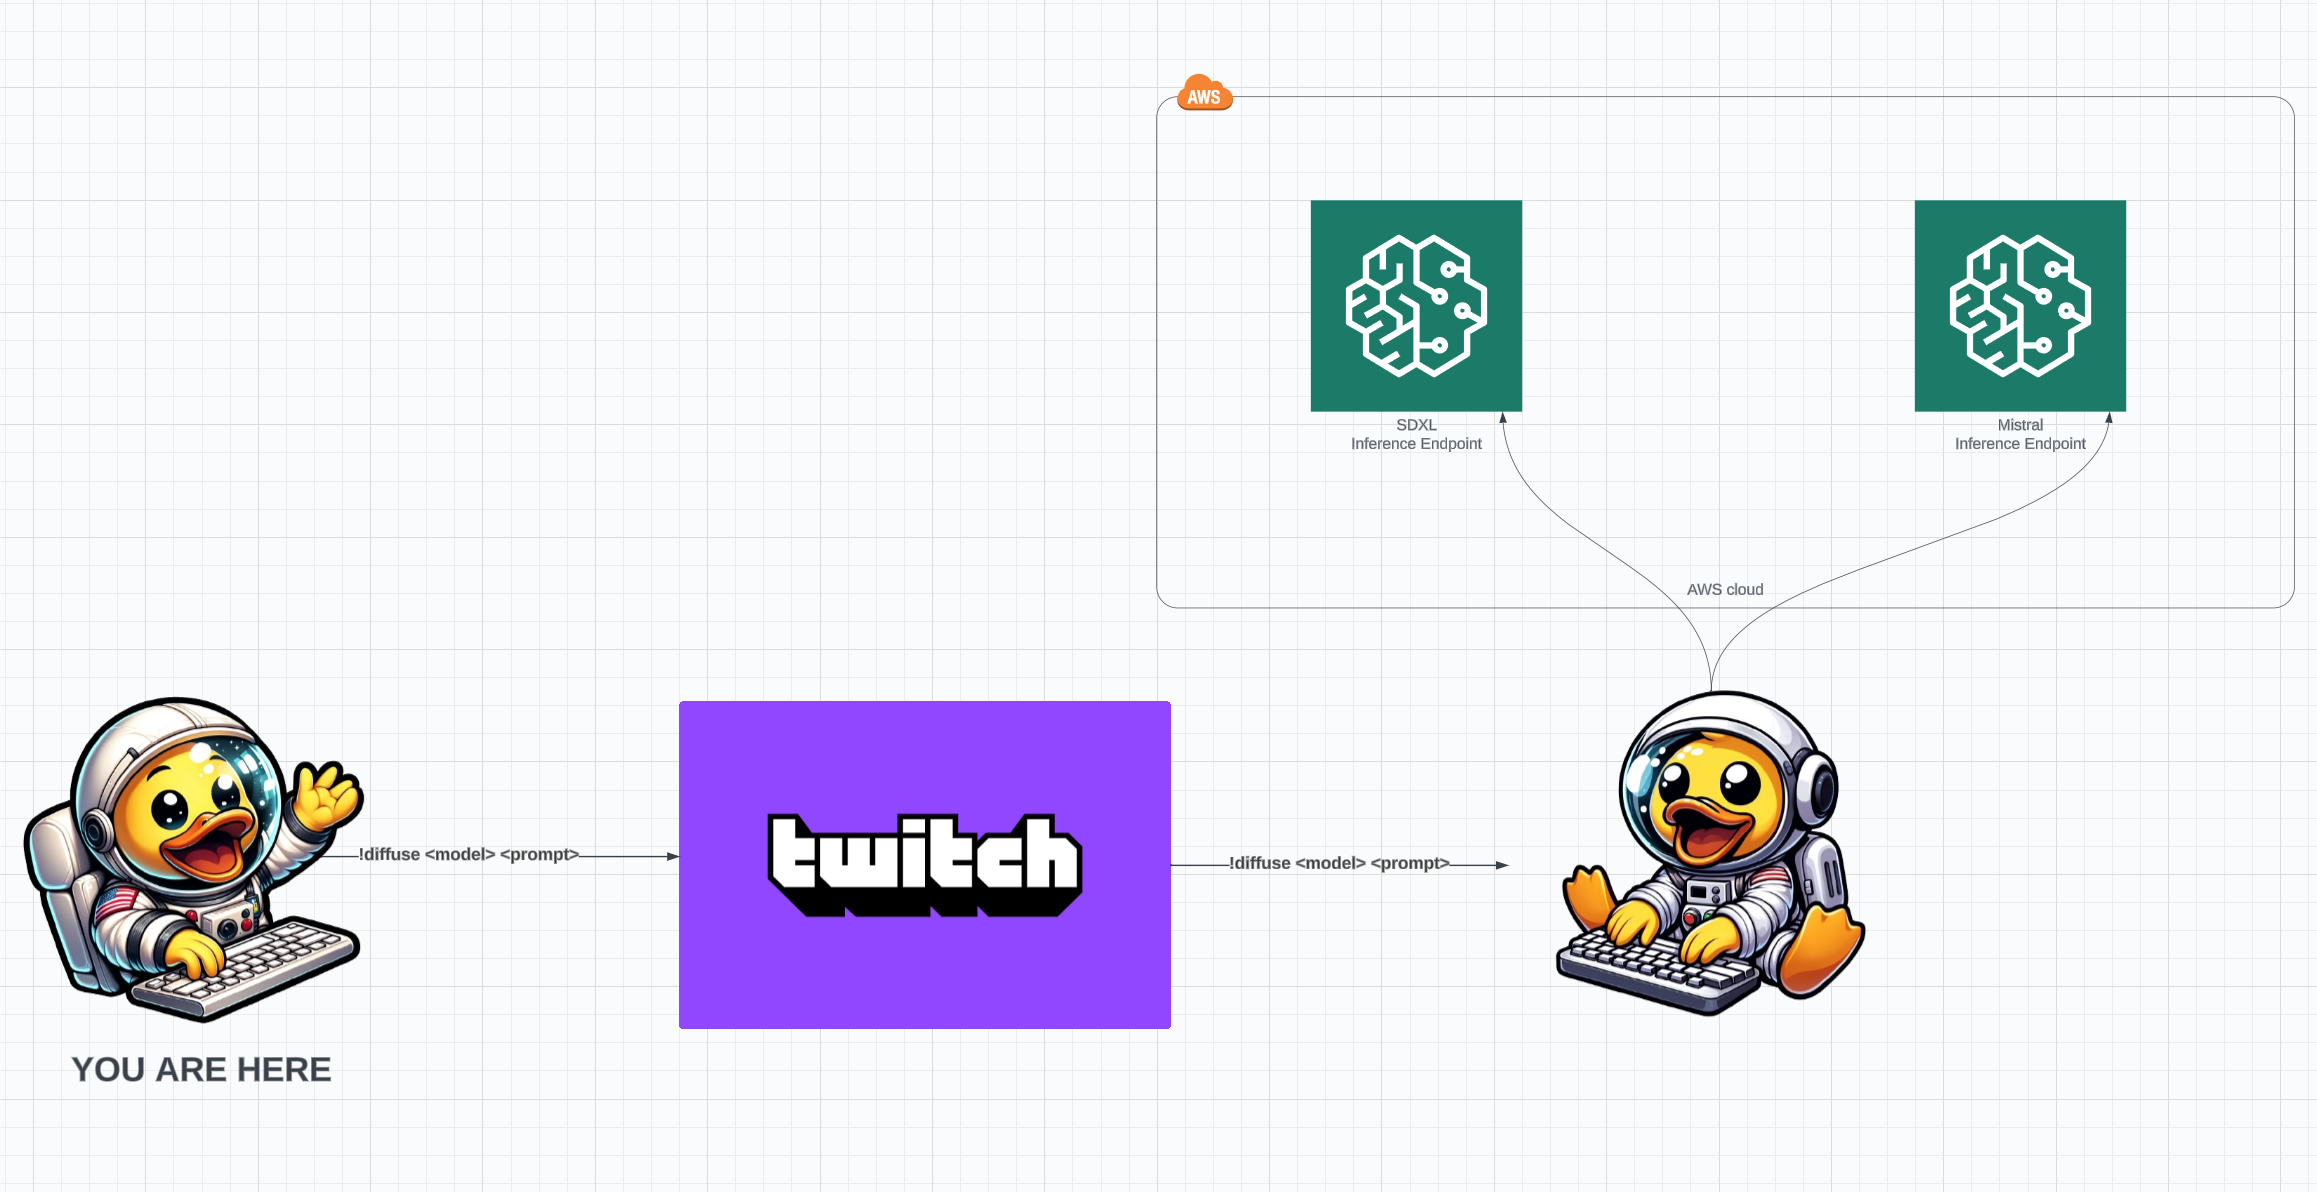 AWS
SDXL
Inference Endpoint
Mistral
Inference Endpoint
AWS cloud
!diffuse <model> <prompt>
twitch
!diffuse <model> <prompt>
YOU ARE HERE